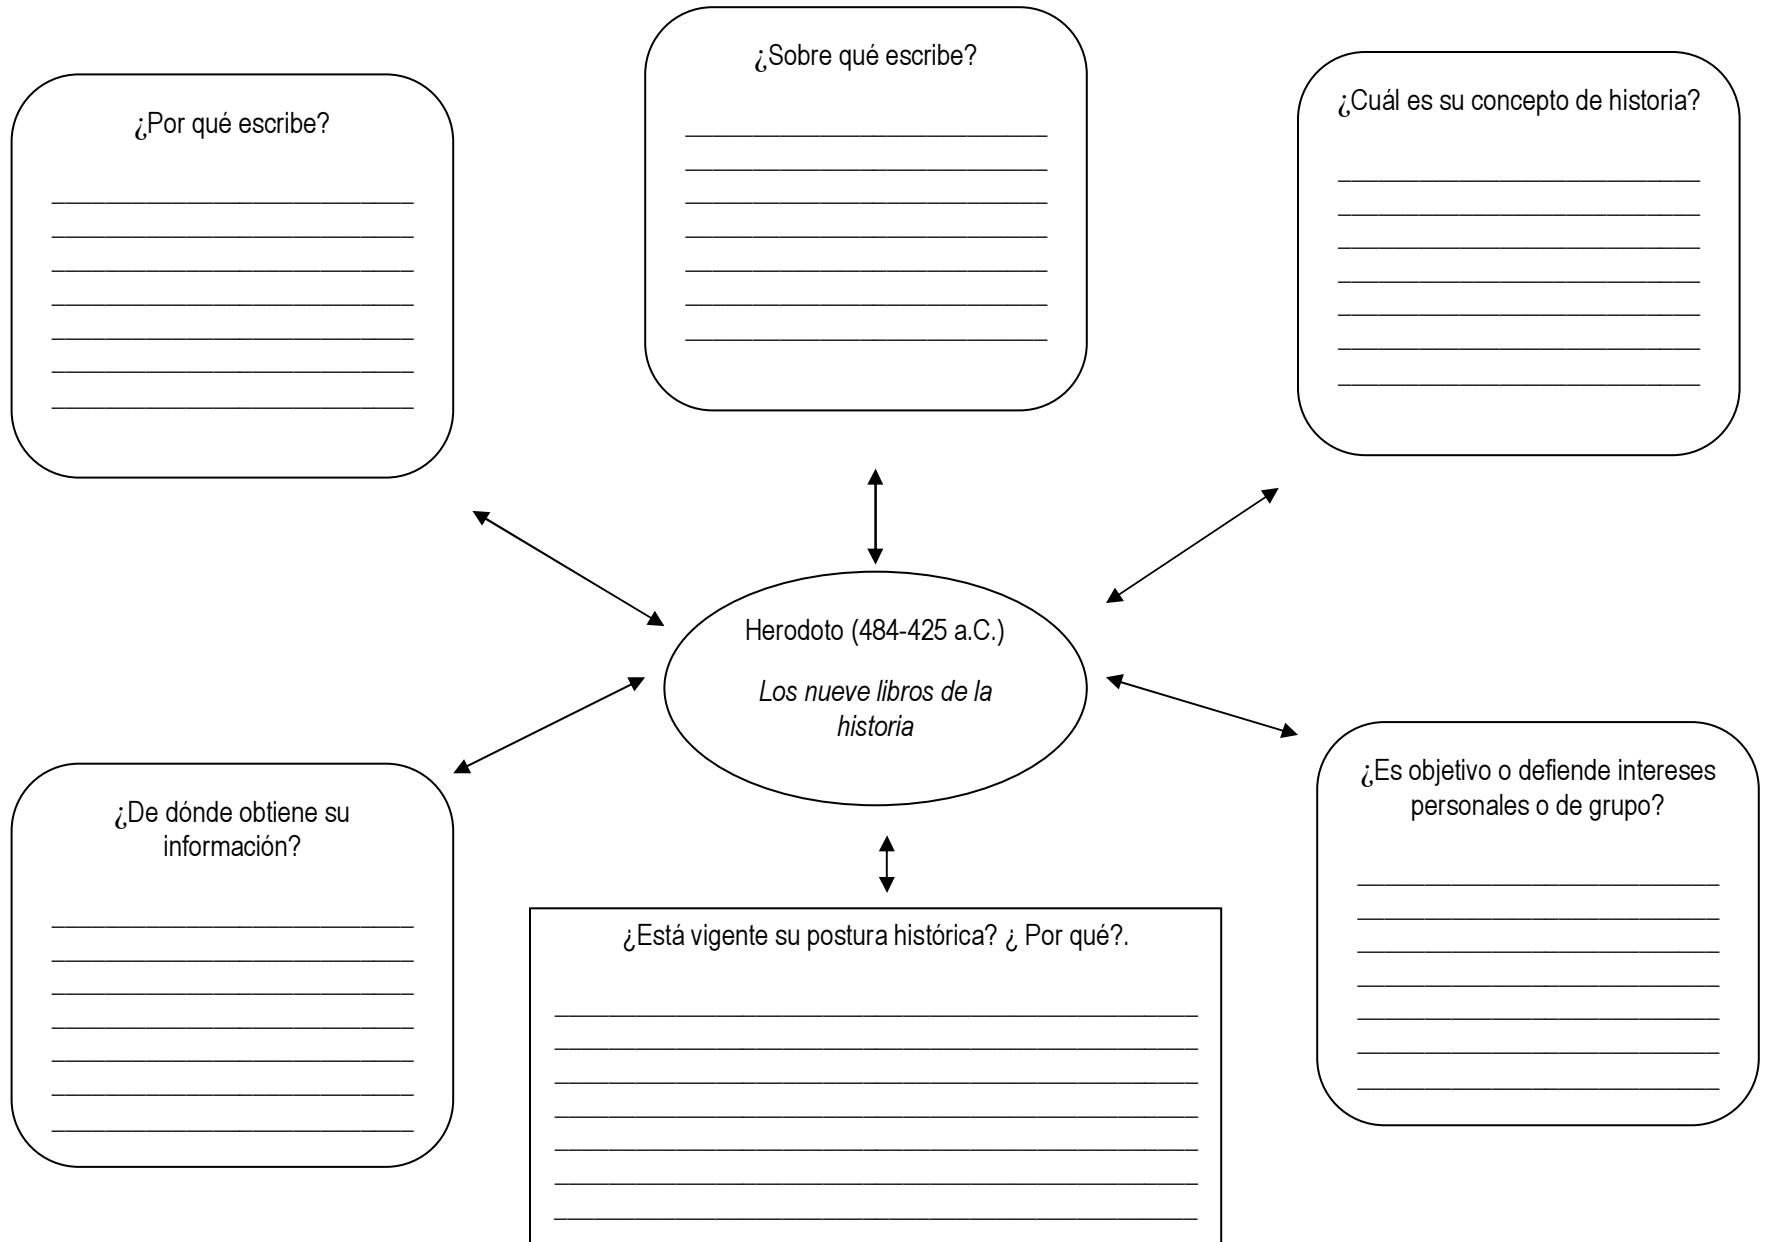 ¿Sobre qué escribe?
¿Por qué escribe?
¿Cuál es su concepto de historia?
Herodoto (484-425 a.C.)
Los nueve libros de la
historia
¿De dónde obtiene su
información?
¿Es objetivo o defiende intereses
personales o de grupo?
¿Está vigente su postura histórica? ¿ Por qué?.